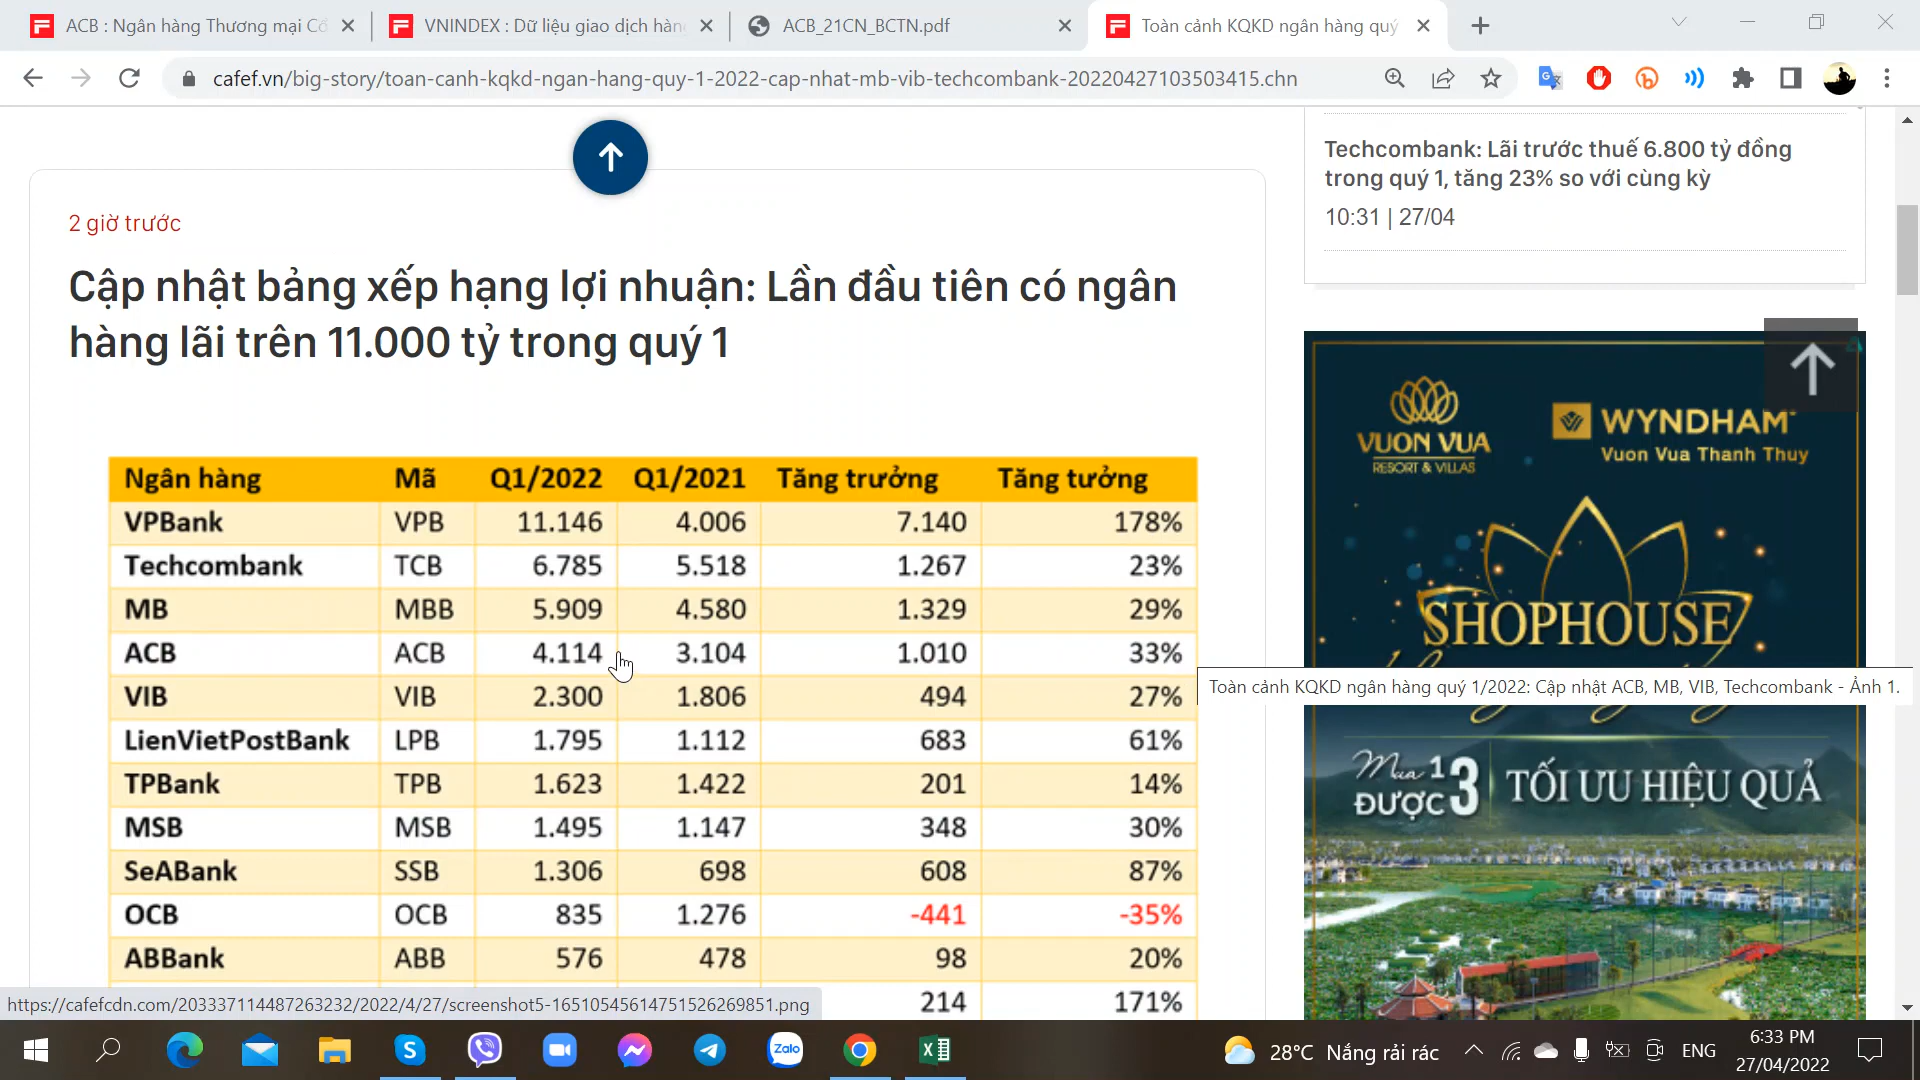 ACB : Ngân hàng Thương mại Cổ
VNINDEX : Dữ liệu giao dịch hàn
ACB_21CN_BCTN.pdf
Toàn cảnh KQKD ngân hàng quý
cafef.vn/big-story/toan-canh-kqkd-ngan-hang-quy-1-2022-cap-nhat-mb-vib-techcombank-20220427103503415.chn
Techcombank: Lãi trước thuế 6.800 tỷ đồng
trong quý 1, tăng 23% so với cùng kỳ
10:31 | 27/04
2 giờ trước
Cập nhật bảng xếp hạng lợi nhuận: Lần đầu tiên có ngân
hàng lãi trên 11.000 tỷ trong quý 1
Ngân hàng Mã Q1/2022 Q1/2021 Tăng trưởng Tăng tưởng
VPBank VPB 11.146 4.006 7.140 178%
Techcombank TCB 6.785 5.518 1.267 23%
MB MBB 5.909 4.580 1.329 29%
ACB ACB 4.114 3.104 1.010 33%
VIB VIB 2.300 1.806 494 27%
LienVietPostBank LPB 1.795 1.112 683 61%
TPBank TPB 1.623 1.422 201 14%
MSB MSB 1.495 1.147 348 30%
SeABank SSB 1.306 698 608 87%
OCB OCB 835 1.276 -441 -35%
ABBank ABB 576 478 98 20%
214 171%
VUON VUA
RESORT & VILLAS
WYNDHAM
Vuon Vua Thanh Thuy
SHOPHOUSE
Toàn cảnh KQKD ngân hàng quý 1/2022: Cập nhật ACB, MB, VIB, Techcombank - Ảnh 1.
Mua 1
ĐƯỢC 3
TỐI ƯU HIỆU QUẢ
https://cafefcdn.com/203337114487263232/2022/4/27/screenshot5-16510545614751526269851.png
Zalo
28°C Nắng rải rác
ENG
6:33 PM
27/04/2022